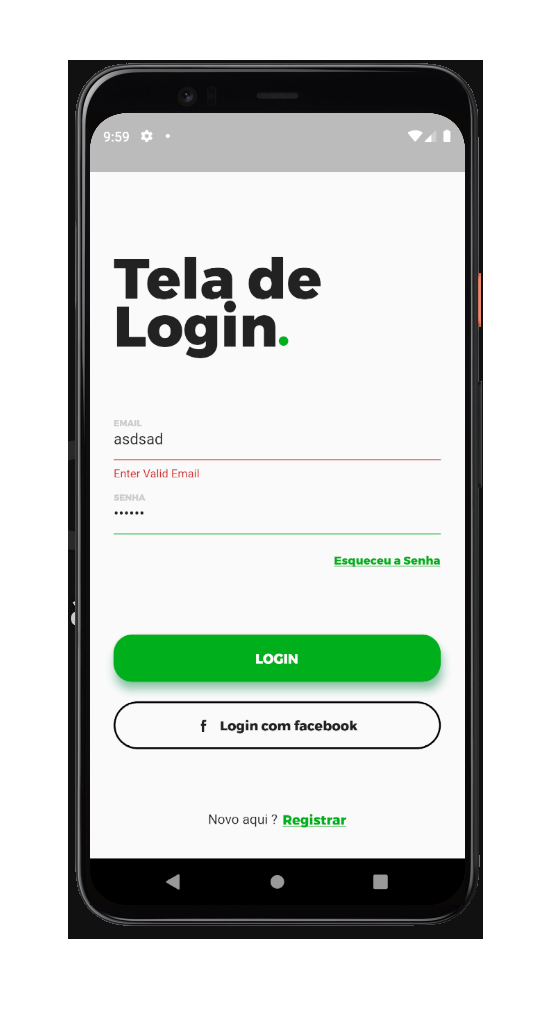 9:59
Tela de
Login.
EMAIL
asdsad
Enter Valid Email
SENHA
••••••
Esqueceu a Senha
LOGIN
f Login com facebook
Novo aqui ? Registrar